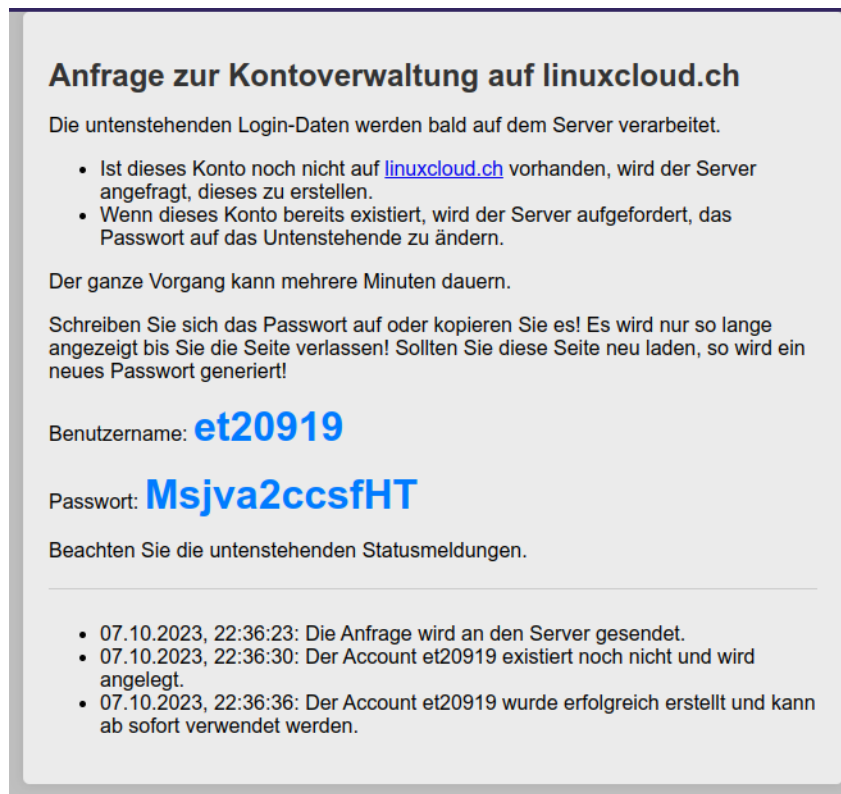 Anfrage zur Kontoverwaltung auf linuxcloud.ch
Die untenstehenden Login-Daten werden bald auf dem Server verarbeitet.
• Ist dieses Konto noch nicht auf linuxcloud.ch vorhanden, wird der Server
angefragt, dieses zu erstellen.
• Wenn dieses Konto bereits existiert, wird der Server aufgefordert, das
Passwort auf das Untenstehende zu ändern.
Der ganze Vorgang kann mehrere Minuten dauern.
Schreiben Sie sich das Passwort auf oder kopieren Sie es! Es wird nur so lange
angezeigt bis Sie die Seite verlassen! Sollten Sie diese Seite neu laden, so wird ein
neues Passwort generiert!
Benutzername: et20919
Passwort: Msjva2ccsfHT
Beachten Sie die untenstehenden Statusmeldungen.
• 07.10.2023, 22:36:23: Die Anfrage wird an den Server gesendet.
• 07.10.2023, 22:36:30: Der Account et20919 existiert noch nicht und wird
angelegt.
• 07.10.2023, 22:36:36: Der Account et20919 wurde erfolgreich erstellt und kann
ab sofort verwendet werden.